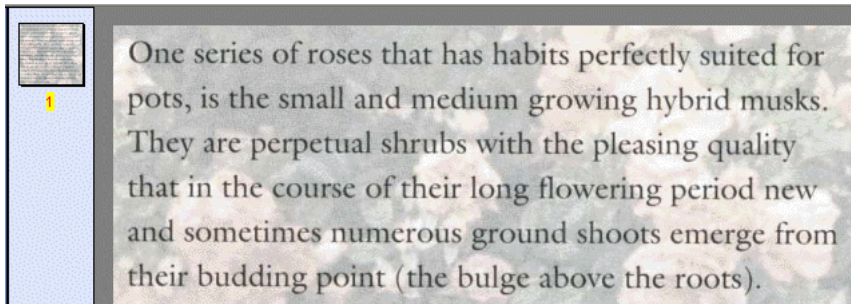 One series of roses that has habits perfectly suited for
pots, is the small and medium growing hybrid musks.
They are perpetual shrubs with the pleasing quality
that in the course of their long flowering period new
and sometimes numerous ground shoots emerge from
their budding point (the bulge above the roots).
1